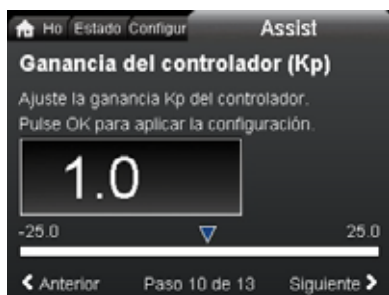 Ho Estado Configur Assist
Ganancia del controlador (Kp)
Ajuste la ganancia Kp del controlador.
Pulse OK para aplicar la configuración.
1.0
-25.0 25.0
Anterior Paso 10 de 13 Siguiente